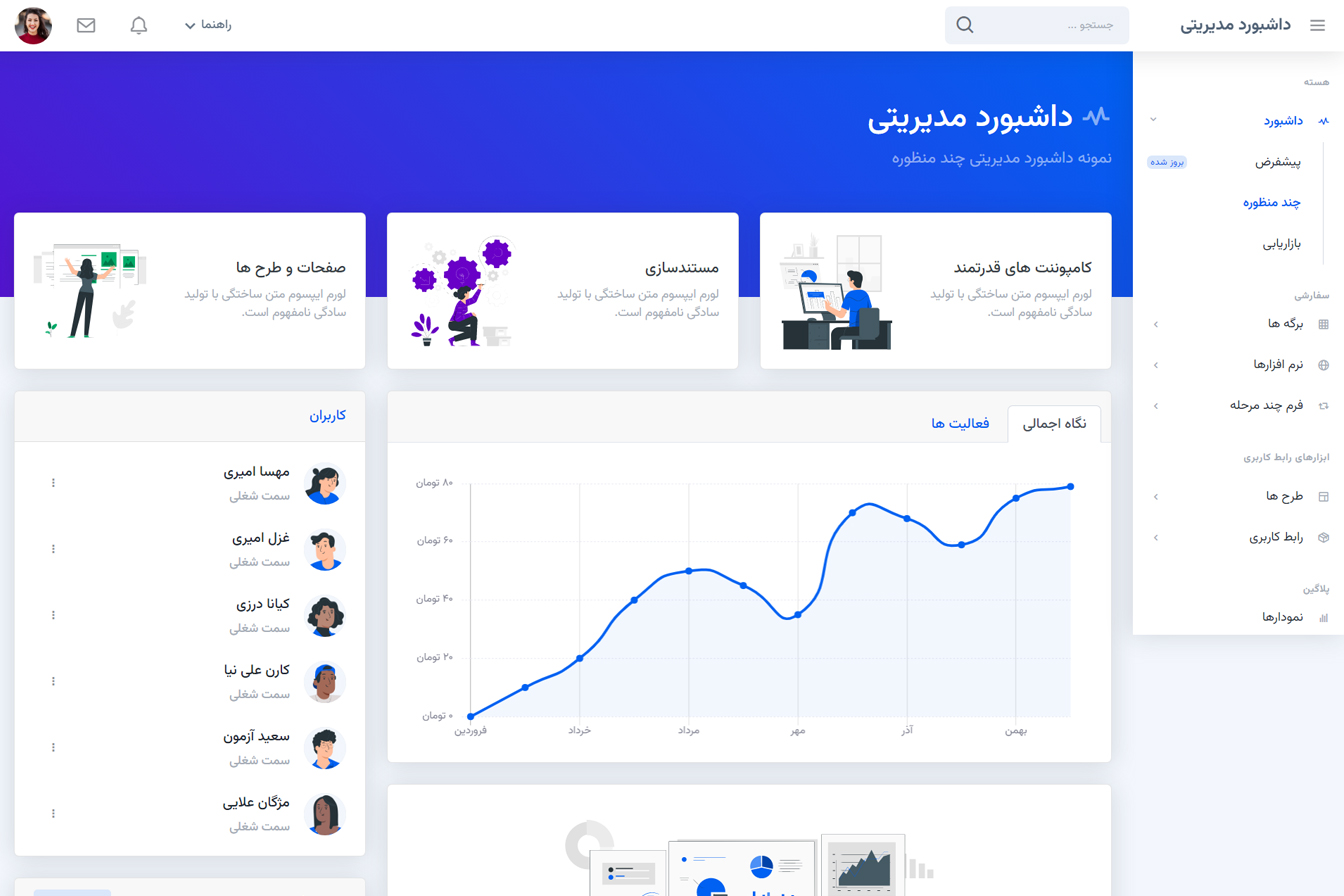 داشبورد مدیریتی
جستجو ...
راهنما
هسته
داشبورد
پیشفرض
بروز شده
چند منظوره
بازاریابی
سفارشی
برگه ها
نرم افزارها
فرم چند مرحله
ابزارهای رابط کاربری
طرح ها
رابط کاربری
پلاگین
نمودارها
داشبورد مدیریتی
نمونه داشبورد مدیریتی چند منظوره
کامپوننت های قدرتمند
لورم ایپسوم متن ساختگی با تولید
سادگی نامفهوم است.
مستندسازی
لورم ایپسوم متن ساختگی با تولید
سادگی نامفهوم است.
صفحات و طرح ها
لورم ایپسوم متن ساختگی با تولید
سادگی نامفهوم است.
نگاه اجمالی
فعالیت ها
۸۰ تومان
۶۰ تومان
۴۰ تومان
۲۰ تومان
۰ تومان
فروردین
خرداد
مرداد
مهر
آذر
بهمن
کاربران
مهسا امیری
سمت شغلی
غزل امیری
سمت شغلی
کیانا درزی
سمت شغلی
کارن علی نیا
سمت شغلی
سعید آزمون
سمت شغلی
مژگان علایی
سمت شغلی